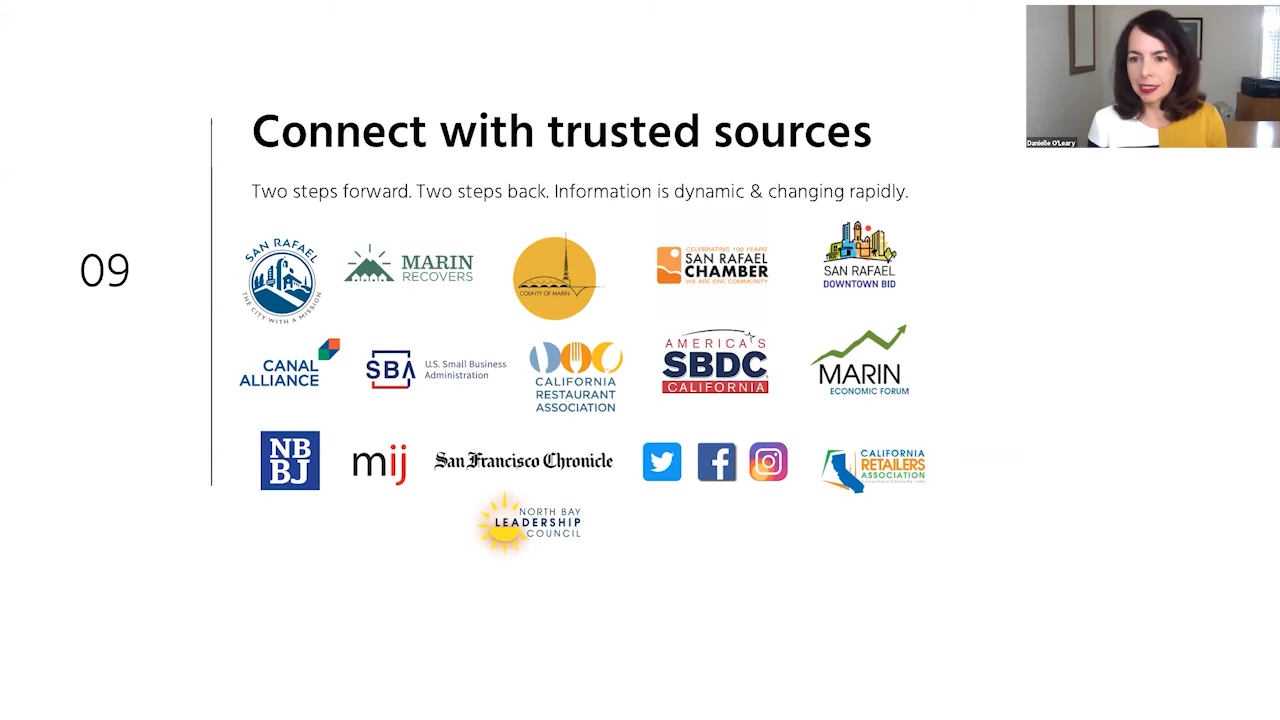 Connect with trusted sources
Two steps forward. Two steps back. Information is dynamic & changing rapidly.
09
Danielle O'Leary
SAN RAFAEL
THE CITY WITH A MISSION
MARIN
RECOVERS
COUNTY OF MARIN
CELEBRATING 100 YEARS
SAN RAFAEL
CHAMBER
WE ARE ONE COMMUNITY
SAN RAFAEL
DOWNTOWN BID
CANAL
ALLIANCE
SBA
U.S. Small Business
Administration
CALIFORNIA
RESTAURANT
ASSOCIATION
AMERICA'S
SBDC
CALIFORNIA
MARIN
ECONOMIC FORUM
NB
BJ
mij
San Francisco Chronicle
f
CALIFORNIA
RETAILERS
ASSOCIATION
NORTH BAY
LEADERSHIP
COUNCIL